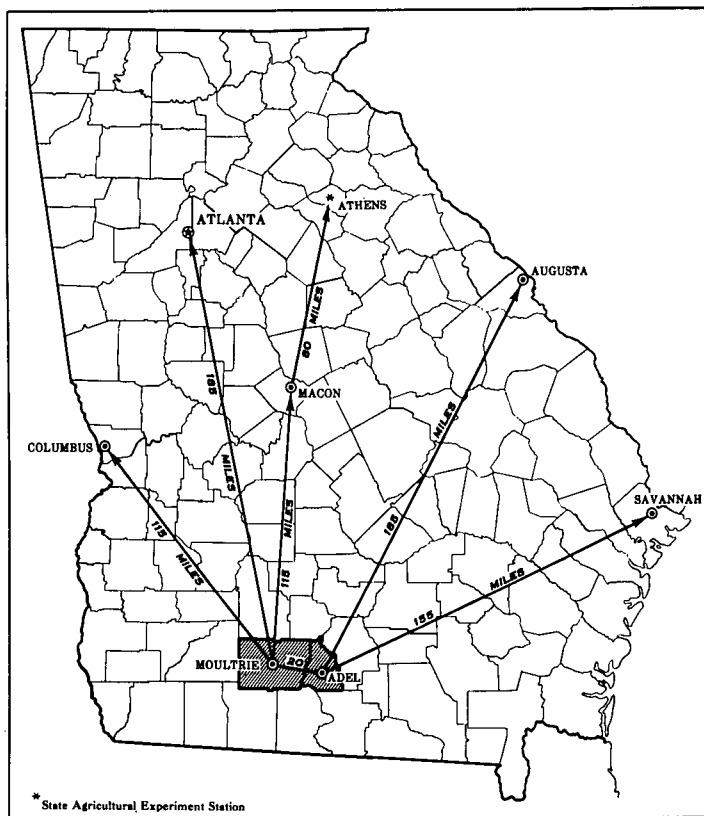 * ATHENS
ATLANTA
AUGUSTA
60 MILES
185 MILES
MACON
MILES
COLUMBUS
115 MILES
115 MILES
185
SAVANNAH
155 MILES
MOULTRIE
20
ADEL
* State Agricultural Experiment Station